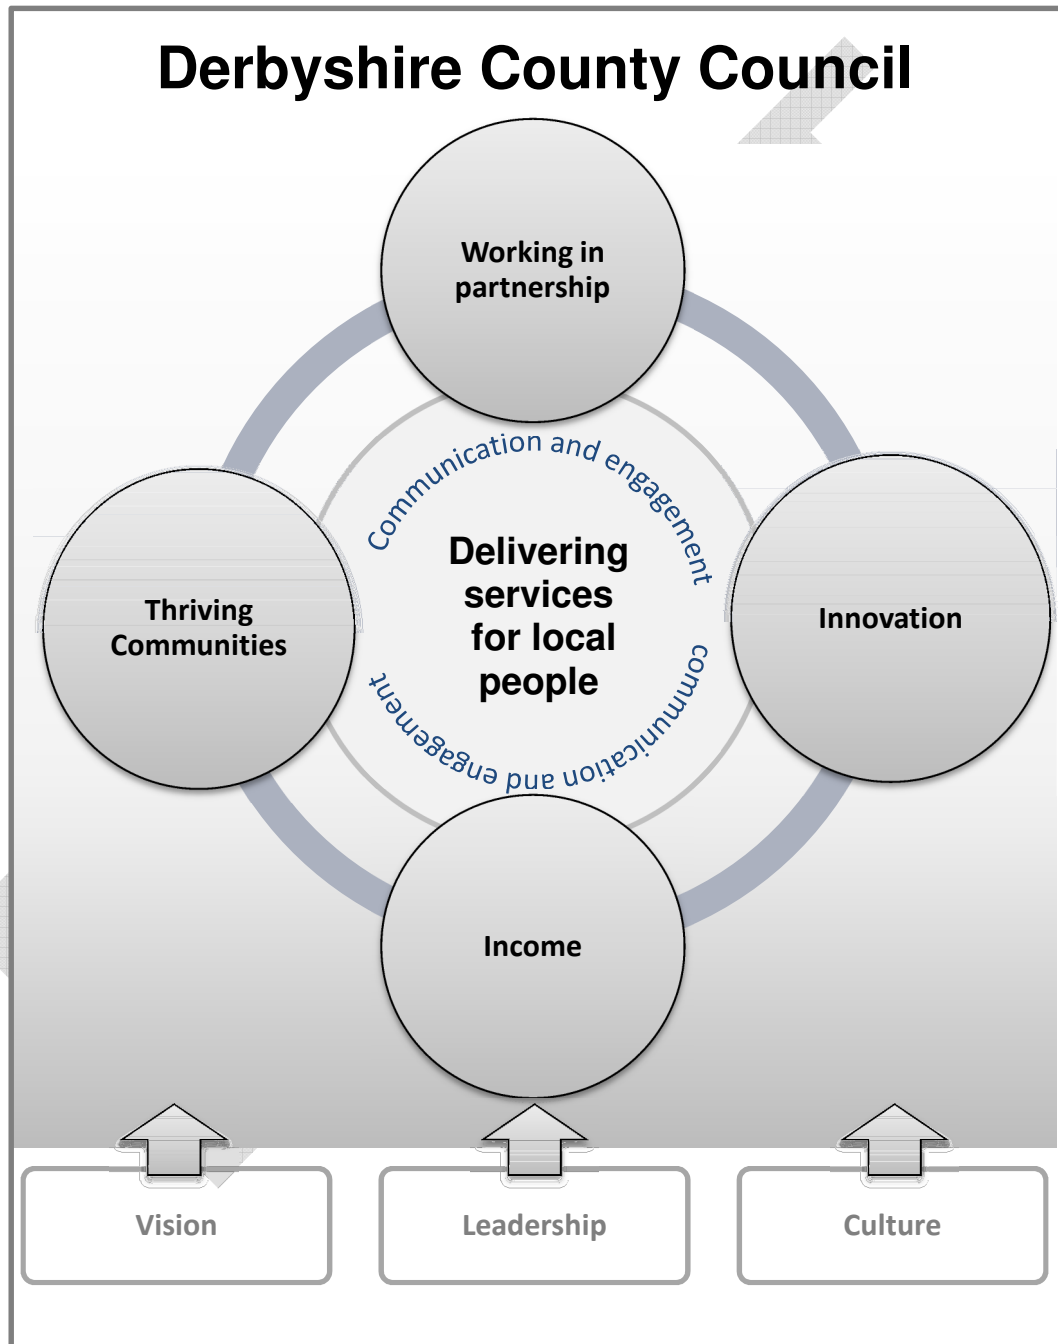 Derbyshire County Council
Working in
partnership
Communication and engagement
Delivering
services
for local
people
communication and engagement
Thriving
Communities
Innovation
Income
Vision
Leadership
Culture